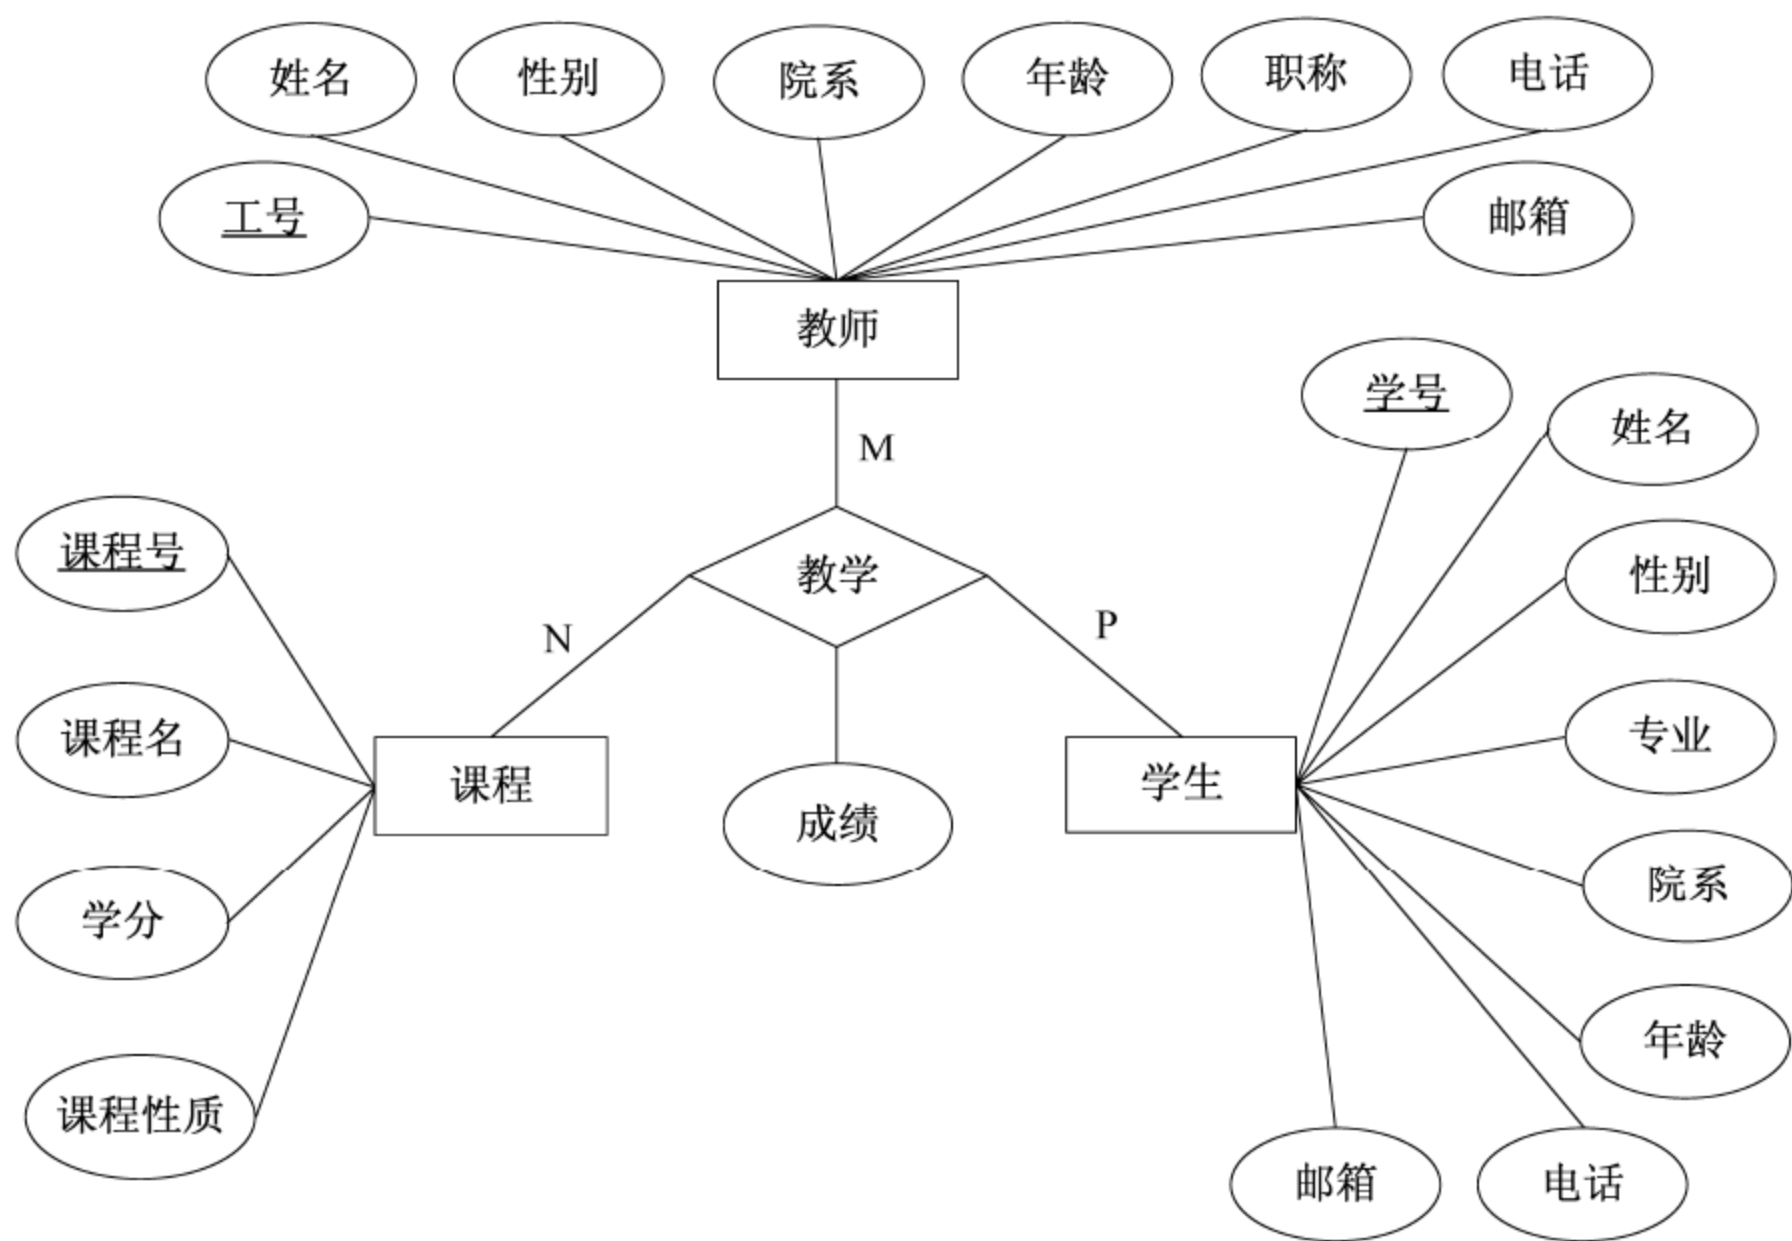 姓名
性别
院系
年龄
职称
电话
工号
邮箱
教师
学号
姓名
M
课程号
教学
性别
N
P
课程名
专业
课程
学生
成绩
院系
学分
年龄
课程性质
邮箱
电话